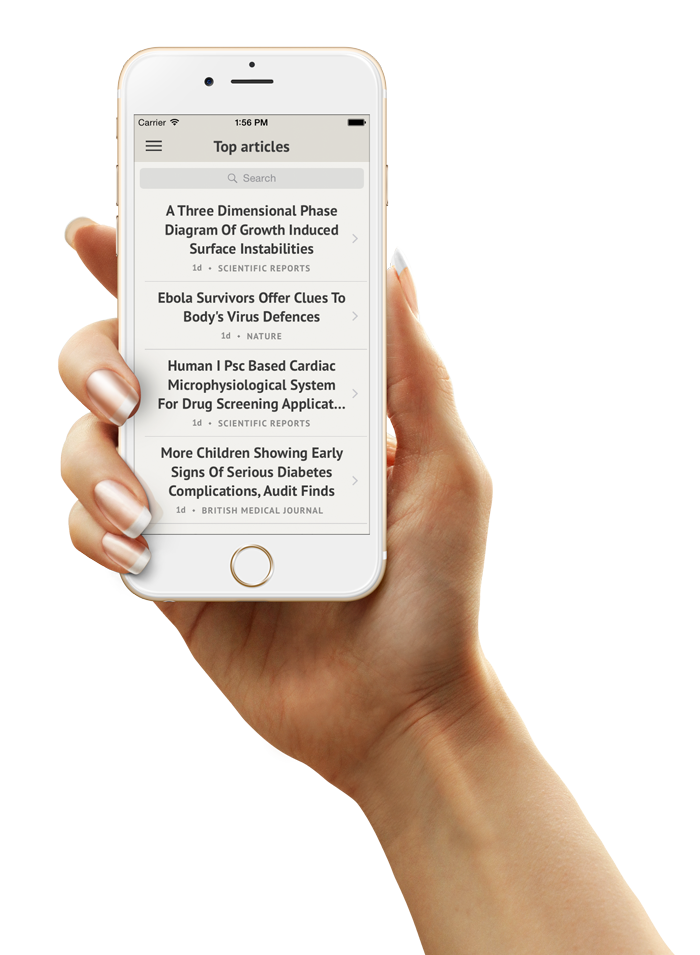 Carrier 1:56 PM
Top articles
Search
A Three Dimensional Phase
Diagram Of Growth Induced
Surface Instabilities
1d • SCIENTIFIC REPORTS
Ebola Survivors Offer Clues To
Body's Virus Defences
1d • NATURE
Human I Psc Based Cardiac
Microphysiological System
For Drug Screening Applicat...
1d • SCIENTIFIC REPORTS
More Children Showing Early
Signs Of Serious Diabetes
Complications, Audit Finds
1d • BRITISH MEDICAL JOURNAL